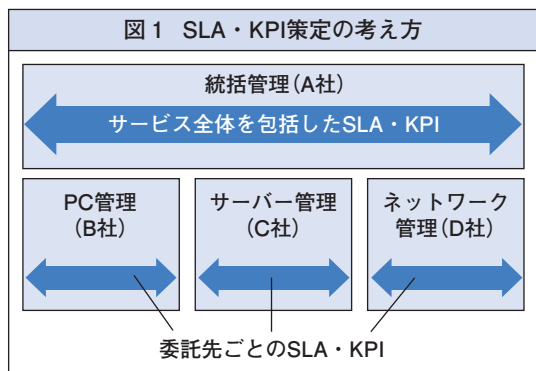 図1 SLA・KPI策定の考え方
統括管理(A社)
サービス全体を包括したSLA・KPI
PC管理
(B社)
サーバー管理
(C社)
ネットワーク
管理(D社)
委託先ごとのSLA・KPI